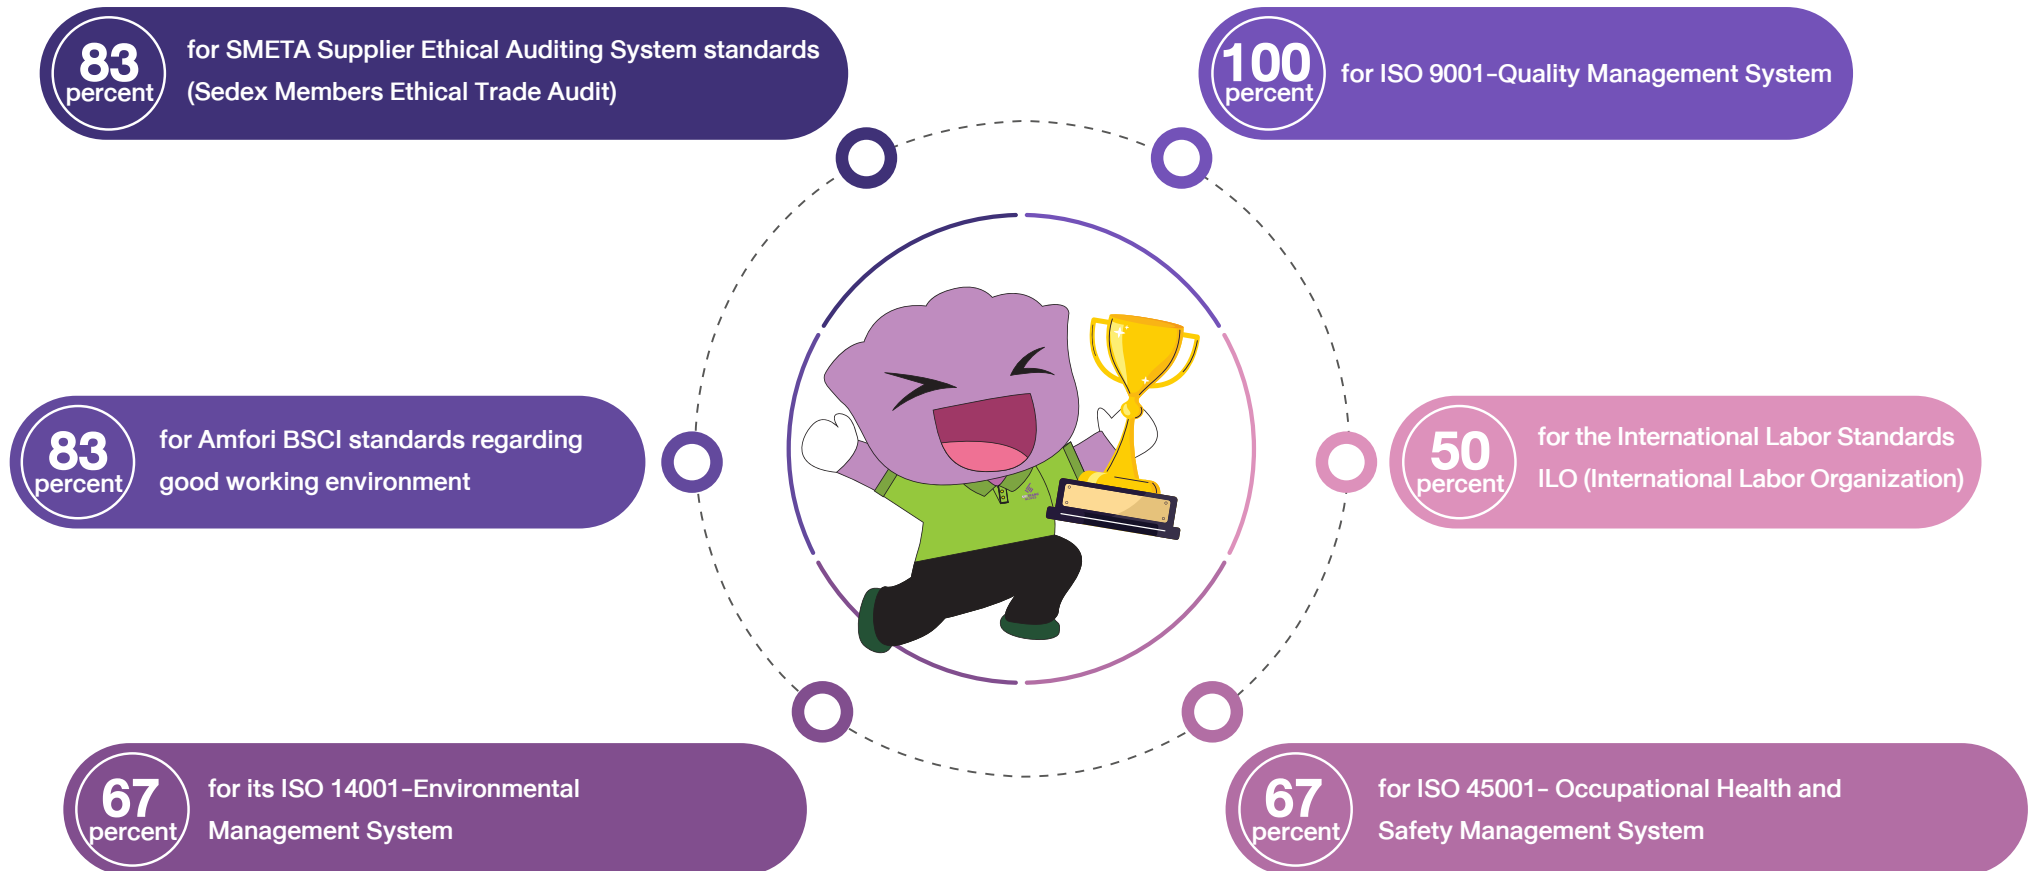 83
percent
for SMETA Supplier Ethical Auditing System standards
(Sedex Members Ethical Trade Audit)
100
percent
for ISO 9001-Quality Management System
83
percent
for Amfori BSCI standards regarding
good working environment
50
percent
for the International Labor Standards
ILO (International Labor Organization)
67
percent
for its ISO 14001-Environmental
Management System
67
percent
for ISO 45001- Occupational Health and
Safety Management System